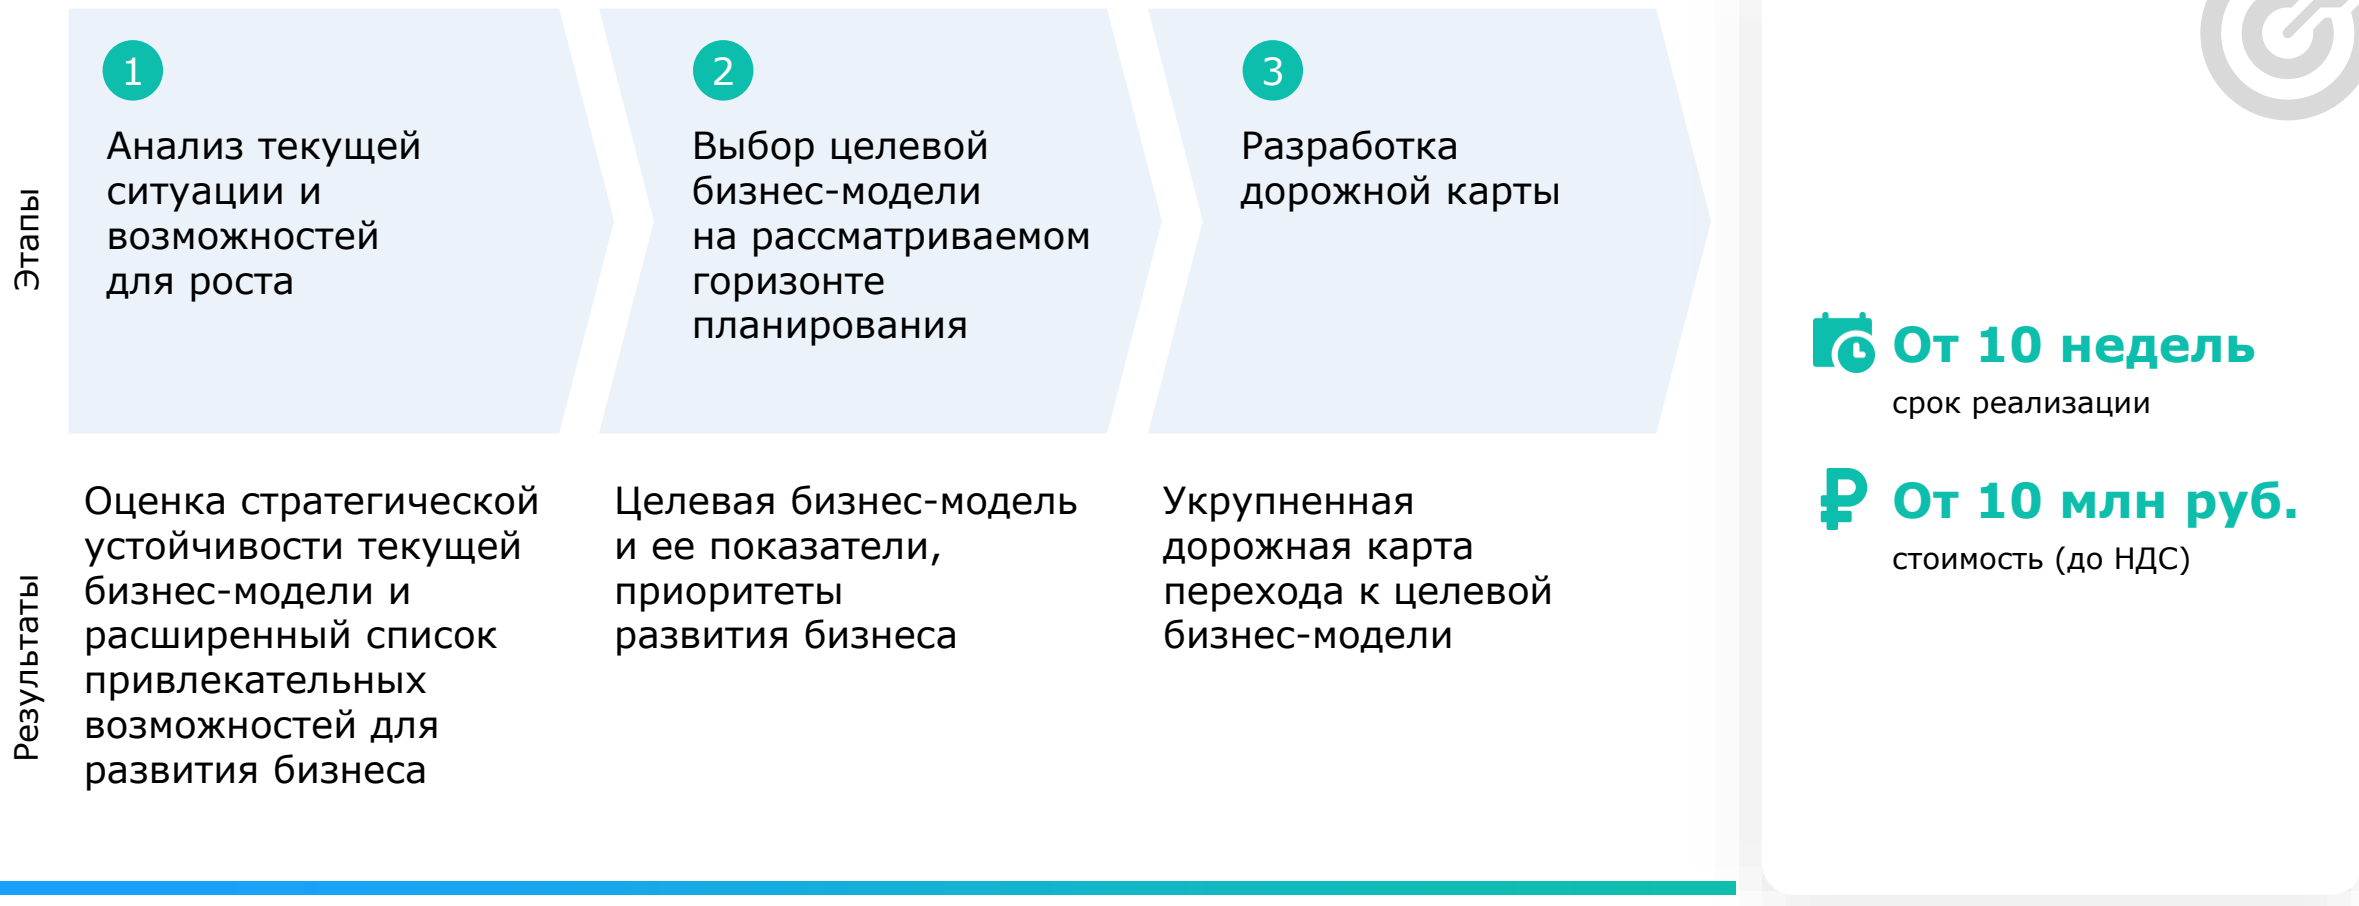 Этапы
1
Анализ текущей
ситуации и
возможностей
для роста
2
Выбор целевой
бизнес-модели
на рассматриваемом
горизонте
планирования
3
Разработка
дорожной карты
Результаты
Оценка стратегической
устойчивости текущей
бизнес-модели и
расширенный список
привлекательных
возможностей для
развития бизнеса
Целевая бизнес-модель
и ее показатели,
приоритеты
развития бизнеса
Укрупненная
дорожная карта
перехода к целевой
бизнес-модели
От 10 недель
срок реализации
₽ От 10 млн руб.
стоимость (до НДС)